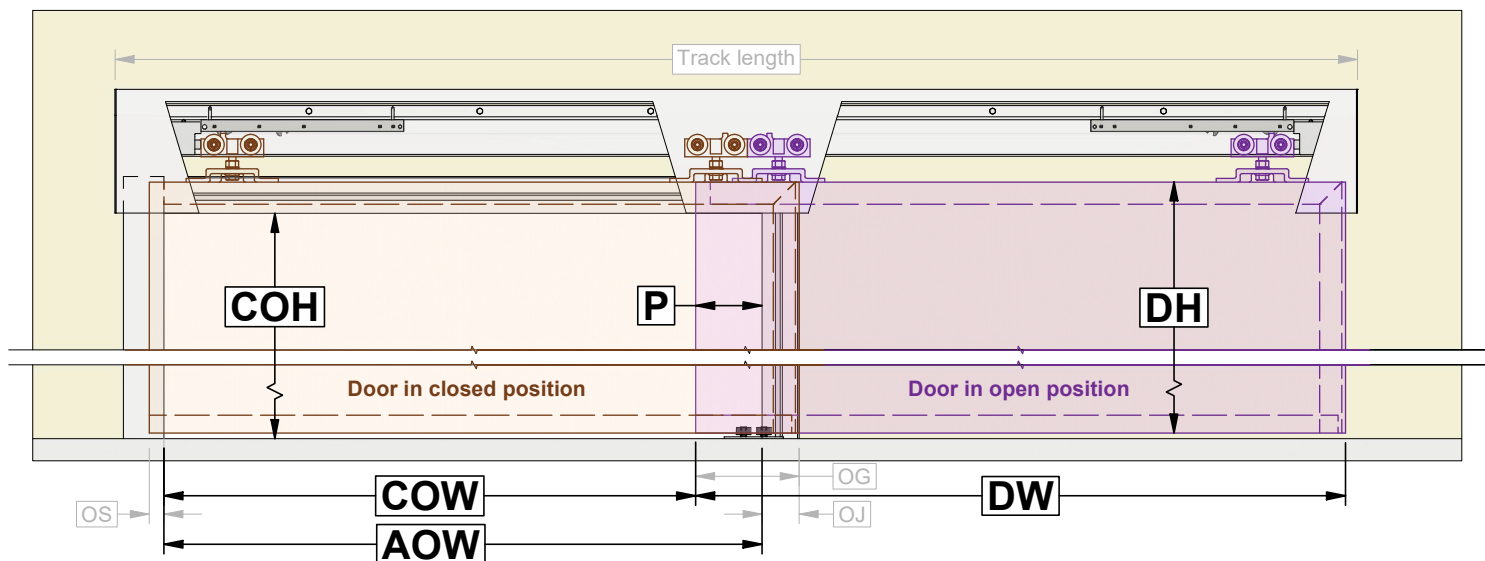 Track length
COH
P
DH
Door in closed position
Door in open position
OG
COW
DW
OS
OJ
AOW